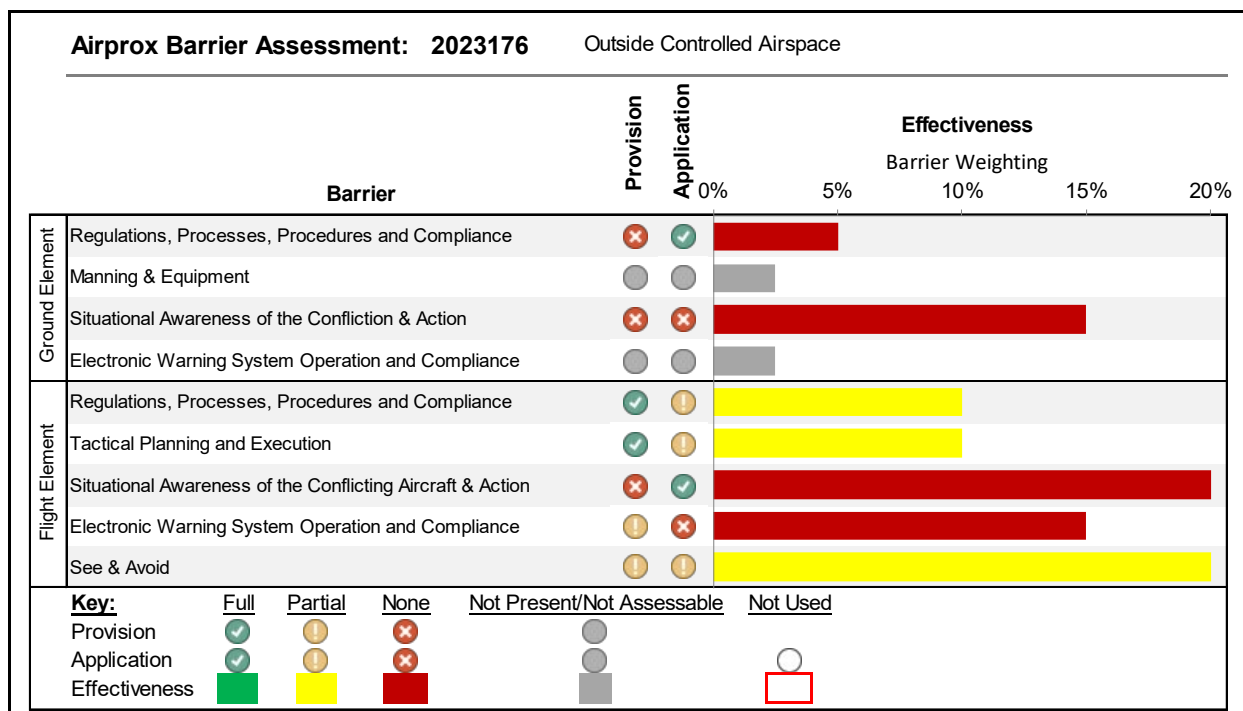 Airprox Barrier Assessment: 2023176 Outside Controlled Airspace
Barrier
Provision
Application
Effectiveness
Barrier Weighting
0% 5% 10% 15% 20%
Ground Element
Regulations, Processes, Procedures and Compliance
Manning & Equipment
Situational Awareness of the Confliction & Action
Electronic Warning System Operation and Compliance
Flight Element
Regulations, Processes, Procedures and Compliance
Tactical Planning and Execution
Situational Awareness of the Conflicting Aircraft & Action
Electronic Warning System Operation and Compliance
See & Avoid
Key: Full Partial None Not Present/Not Assessable Not Used
Provision
Application
Effectiveness